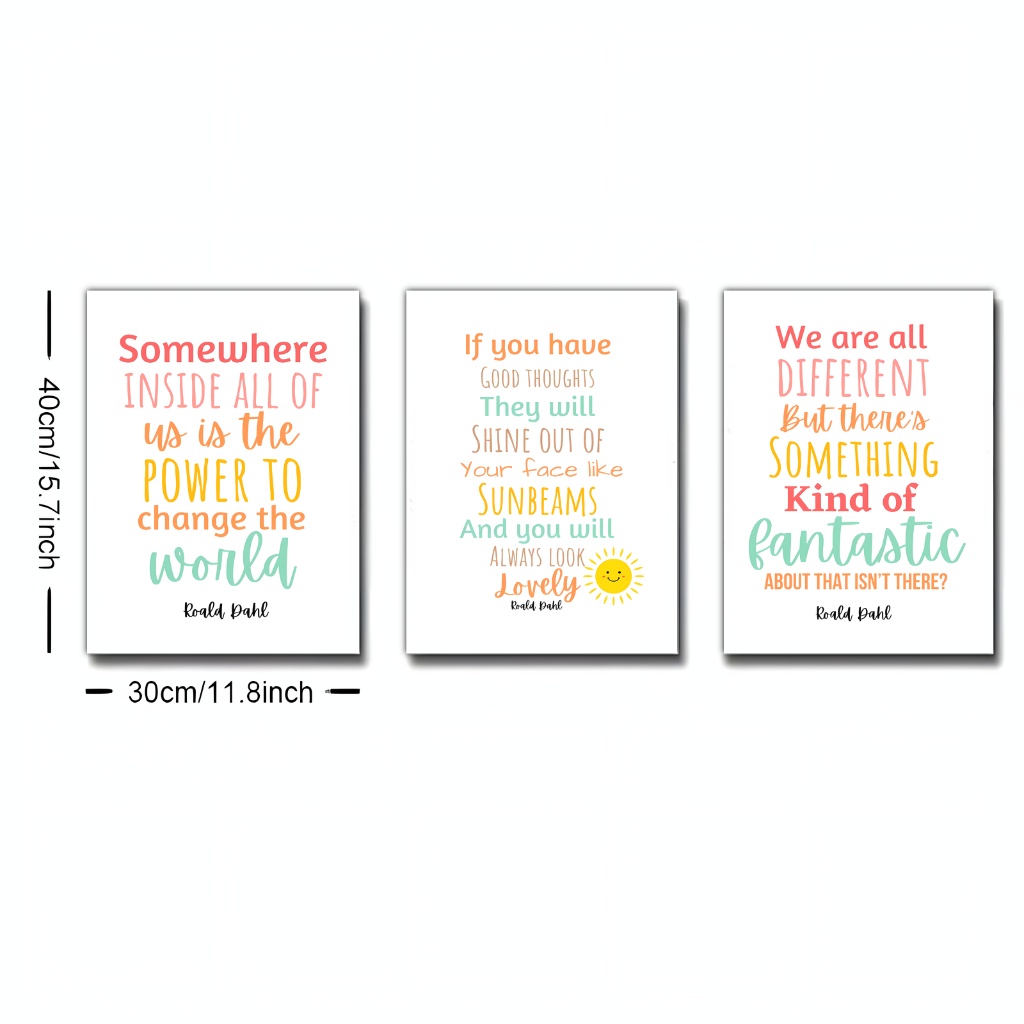 40cm/15.7inch
Somewhere
INSIDE ALL OF
us is the
POWER TO
change the
world
Roald Dahl
30cm/11.8inch
If you have
GOOD THOUGHTS
They will
SHINE OUT OF
Your face like
SUNBEAMS
And you will
ALWAYS LOOK
Lovely
Roald Dahl
We are all
DIFFERENT
But there's
SOMETHING
Kind of
fantastic
ABOUT THAT ISN'T THERE?
Roald Dahl